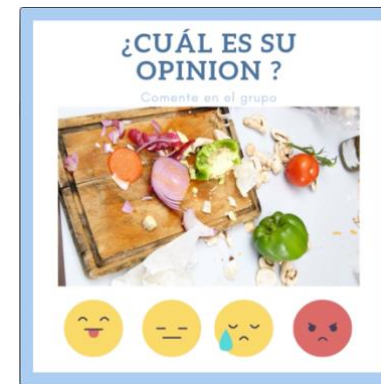 ¿CUÁL ES SU
OPINION ?
Comente en el grupo